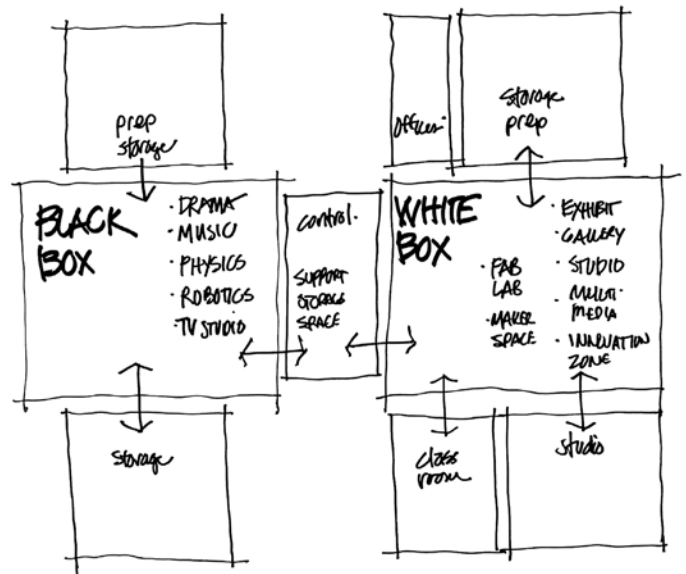 prep
storage
offices
storage
prep
BLACK
BOX
· DRAMA
· MUSIC
· PHYSICS
· ROBOTICS
· TV STUDIO
control.
SUPPORT
STORAGE
SPACE
WHITE
BOX
· FAB
LAB
· MAKER
SPACE
· EXHIBIT
· GALLERY
· STUDIO
· MULTI-
MEDIA
· INNOVATION
ZONE
storage
class
room
studio